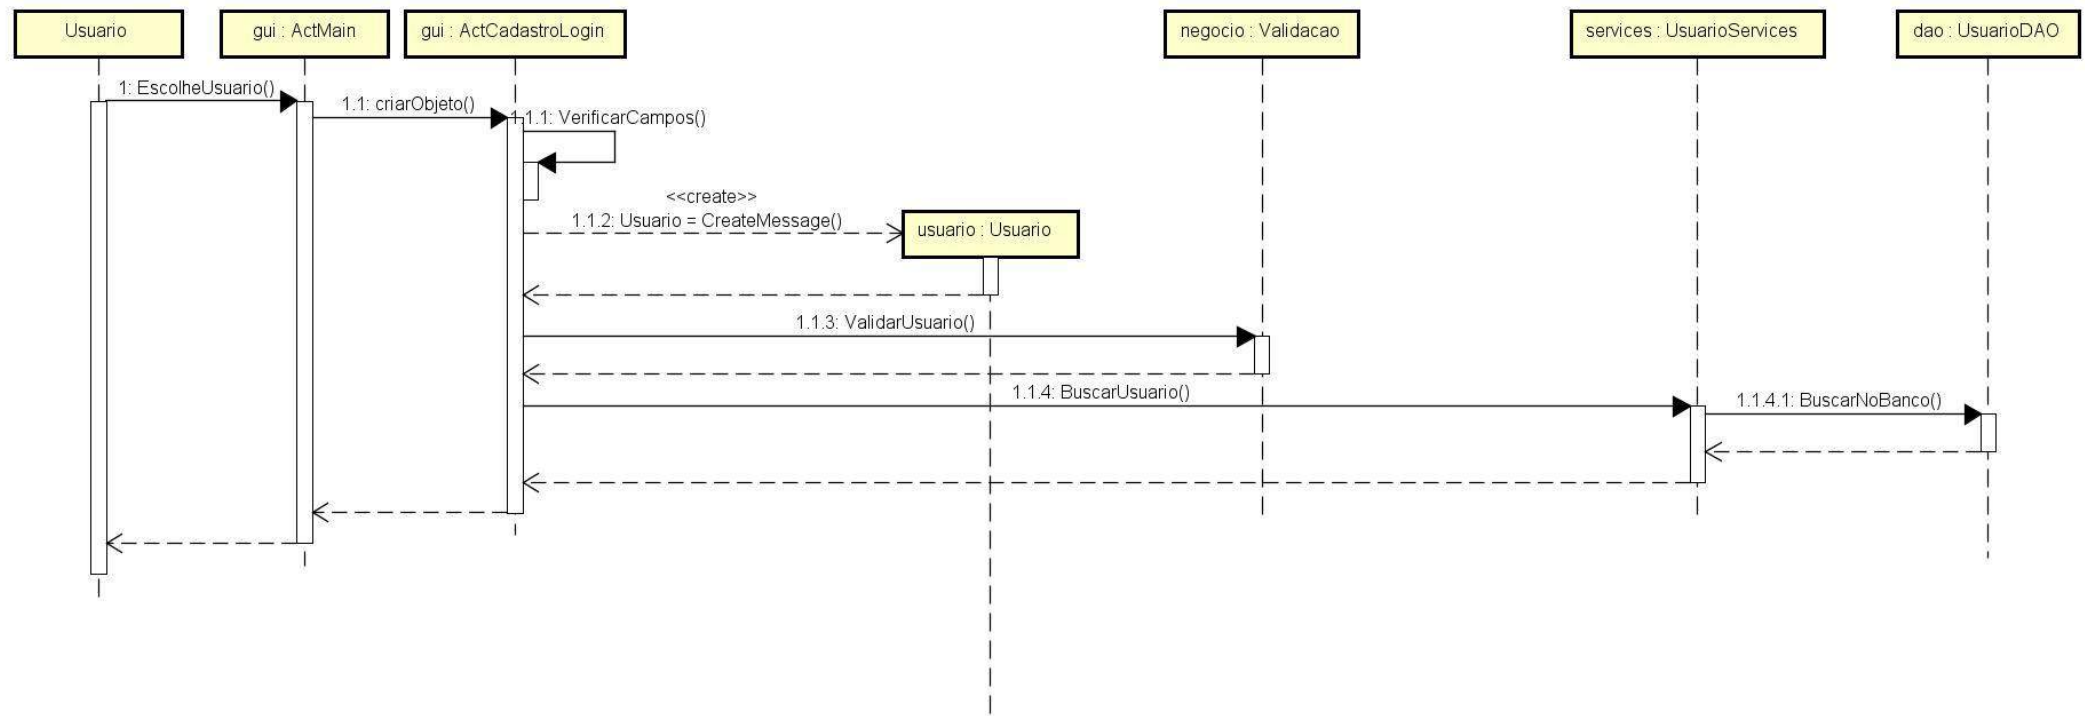 Usuario
gui : ActMain
gui : ActCadastroLogin
negocio : Validacao
services : UsuarioServices
dao : UsuarioDAO
1: EscolheUsuario()
1.1: criarObjeto()
1.1.1: VerificarCampos()
<<create>>
1.1.2: Usuario = CreateMessage()
usuario : Usuario
1.1.3: ValidarUsuario()
1.1.4: BuscarUsuario()
1.1.4.1: BuscarNoBanco()